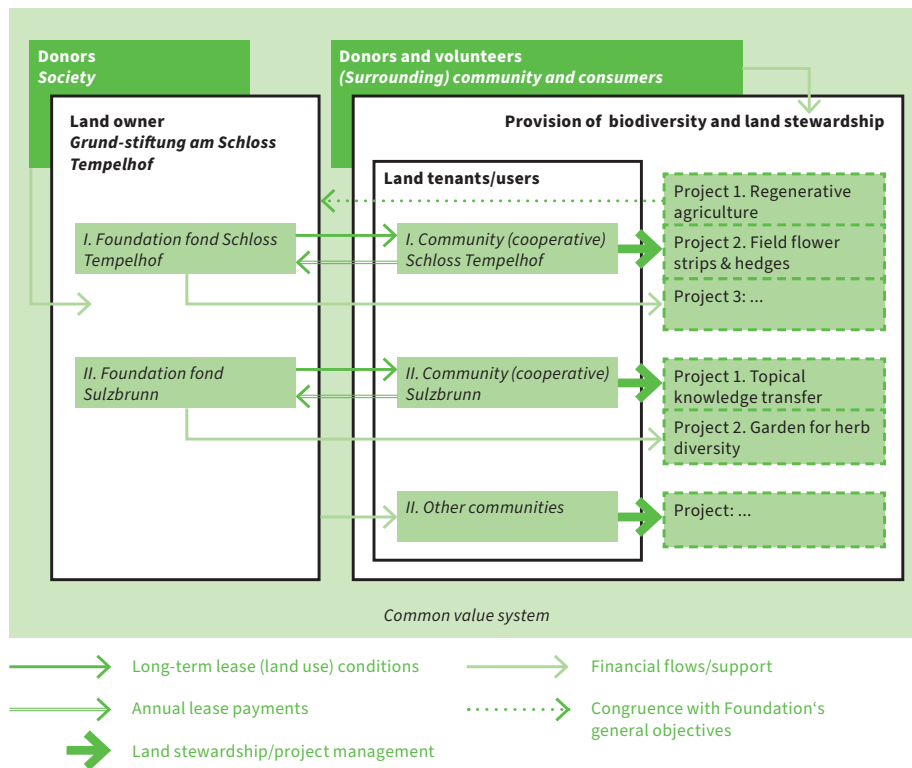 Donors
Society
Donors and volunteers
(Surrounding) community and consumers
Land owner
Grund-stiftung am Schloss
Tempelhof
Provision of biodiversity and land stewardship
Land tenants/users
I. Foundation fond Schloss
Tempelhof
I. Community (cooperative)
Schloss Tempelhof
Project 1. Regenerative
agriculture
Project 2. Field flower
strips & hedges
Project 3: ...
II. Foundation fond
Sulzbrunn
II. Community (cooperative)
Sulzbrunn
Project 1. Topical
knowledge transfer
Project 2. Garden for herb
diversity
II. Other communities
Project: ...
Common value system
Long-term lease (land use) conditions
Annual lease payments
Land stewardship/project management
Financial flows/support
Congruence with Foundation‘s
general objectives